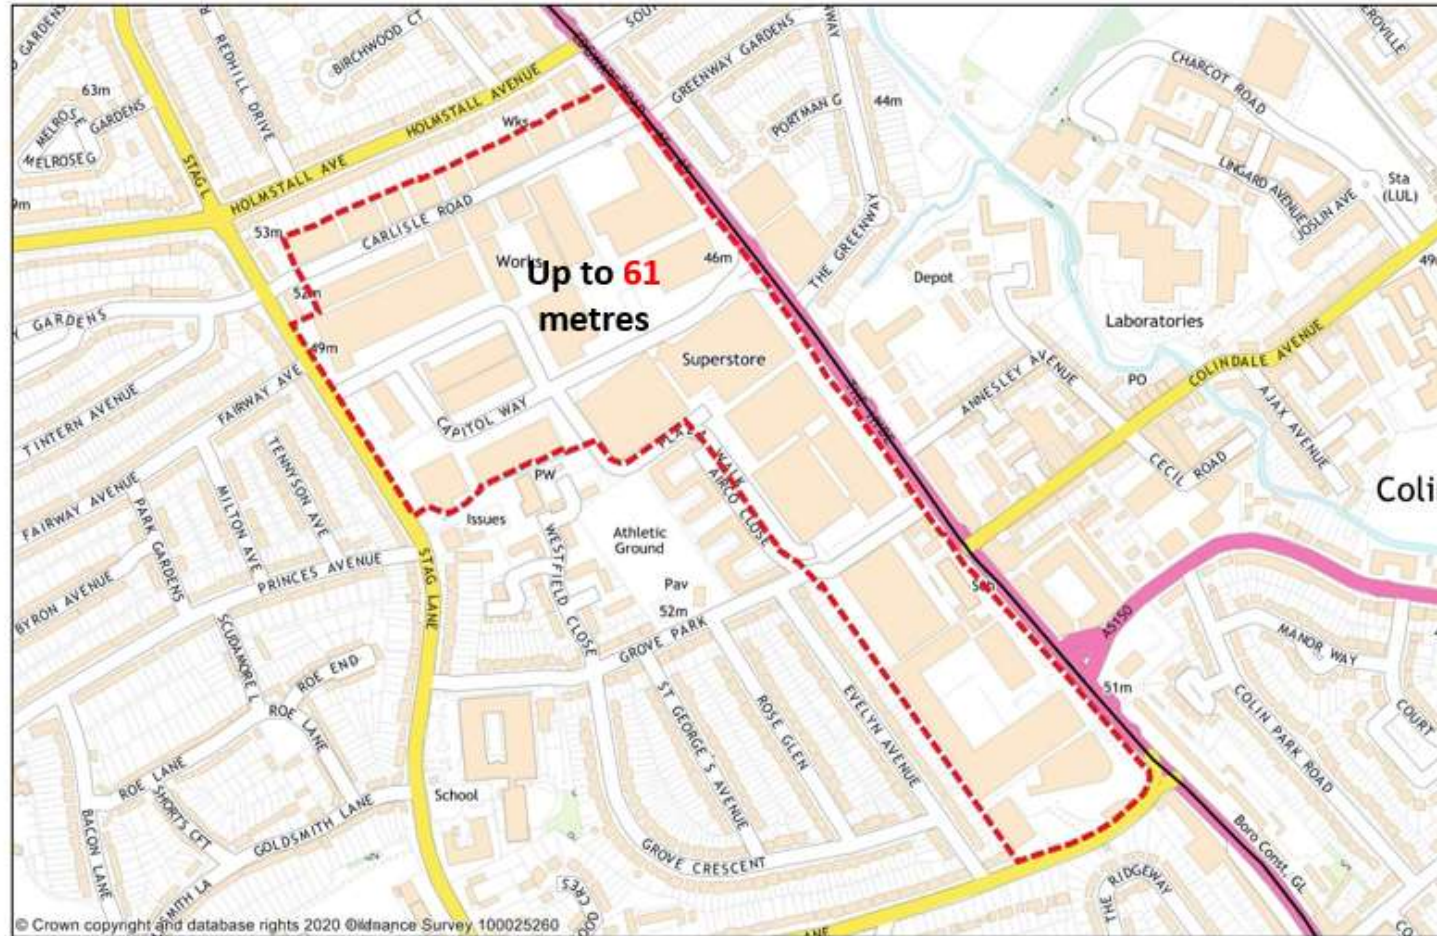 GARDENS
REDHILL DRIVE
BIRCHWOOD CT
63m
MELROSE
GARDENS
MELROSE G
HOLMSTALL AVENUE
HOLMSTALL AVE
STAG L
GREENWAY GARDENS
PORTMAN G
44m
CHARCOT ROAD
LINGARD AVENUE
JOSLIN AVE
Sta
(LUL)
Wks
53m
CARLISLE ROAD
Works
46m
THE GREENWAY
Depot
Laboratories
Up to 61
metres
52m
49m
GARDENS
TINTERN AVENUE
FAIRWAY AVE
Superstore
CAPITOL WAY
ANNESLEY AVENUE
PO
COLINDALE AVENUE
AJAX AVENUE
CECIL ROAD
Coli
FAIRWAY AVENUE
TENNYSON AVE
MILTON AVE
PARK GARDENS
BYRON AVENUE
PRINCES AVENUE
STAG LANE
Issues
PW
WESTFIELD CLOSE
WALK
AIRCO CLOSE
Athletic
Ground
Pav
52m
GROVE PARK
Sch
A5150
51m
MANOR WAY
COLIN PARK ROAD
COURT
SCUDAMORE L
ROE END
ROE LANE
ROE LANE
SHORTS CFT
GOLDSMITH LANE
BACON LANE
School
ST GEORGE'S AVENUE
ROSE GLEN
EVELYN AVENUE
GROVE CRESCENT
THE RIDGEWAY
Boro Const, GL
© Crown copyright and database rights 2020 Ordnance Survey 100025260